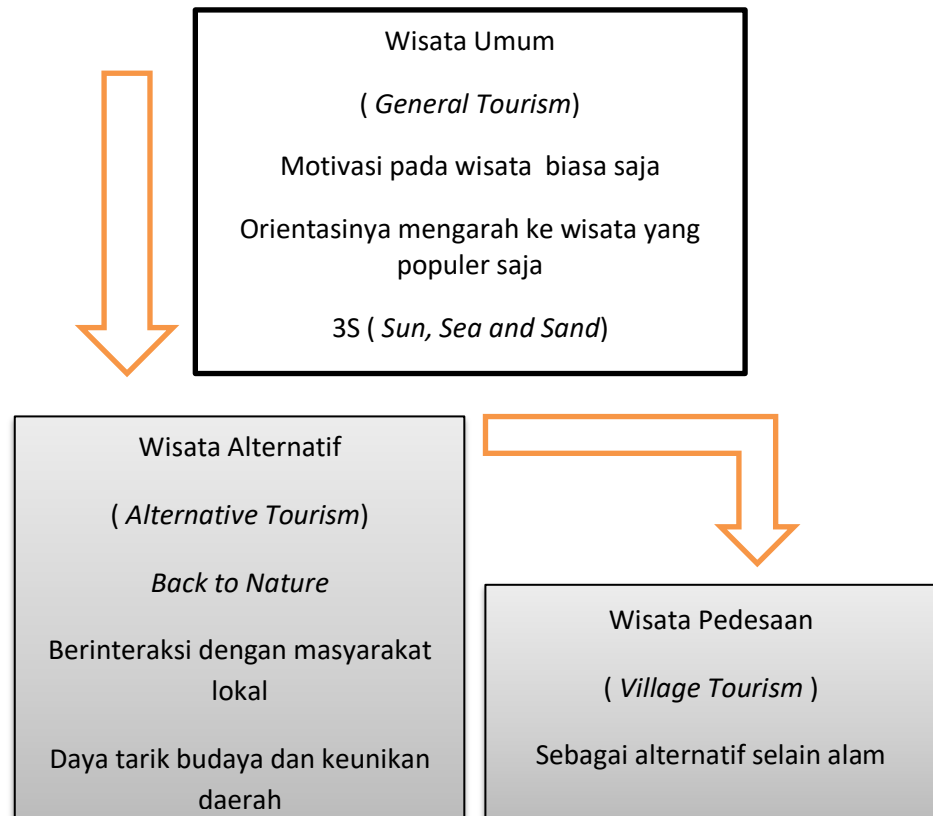 Wisata Umum
( General Tourism)
Motivasi pada wisata  biasa saja
Orientasinya mengarah ke wisata yang
populer saja
3S ( Sun, Sea and Sand)
Wisata Alternatif
( Alternative Tourism)
Back to Nature
Berinteraksi dengan masyarakat
lokal
Daya tarik budaya dan keunikan
daerah
Wisata Pedesaan
( Village Tourism )
Sebagai alternatif selain alam